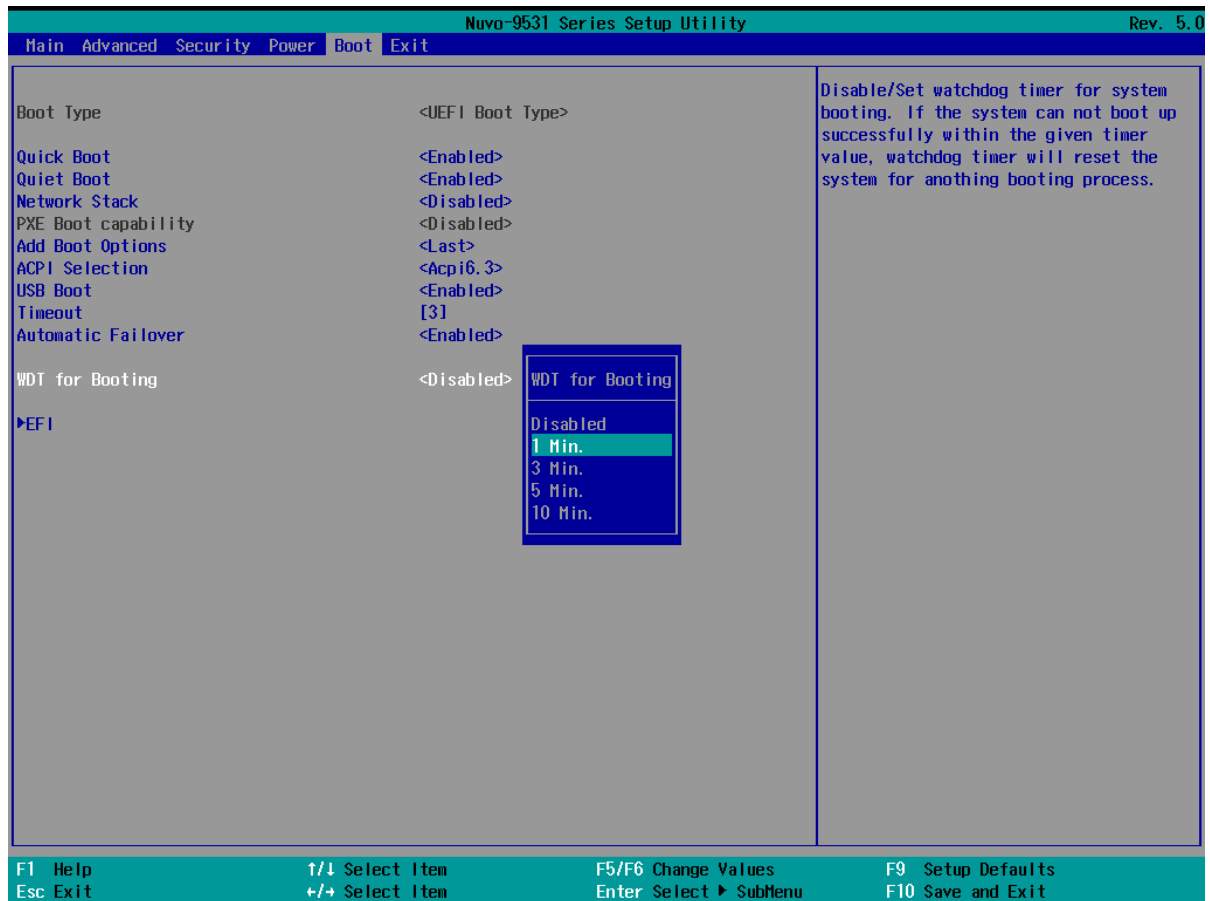 Nuvo-9531 Series Setup Utility Rev. 5.0
Main Advanced Security Power Boot Exit
Boot Type <UEFI Boot Type>
Quick Boot <Enabled>
Quiet Boot <Enabled>
Network Stack <Disabled>
PXE Boot capability <Disabled>
Add Boot Options <Last>
ACPI Selection <Acpi6.3>
USB Boot <Enabled>
Timeout [3]
Automatic Failover <Enabled>
WDT for Booting <Disabled>
▶EFI
WDT for Booting
Disabled
1 Min.
3 Min.
5 Min.
10 Min.
Disable/Set watchdog timer for system
booting. If the system can not boot up
successfully within the given timer
value, watchdog timer will reset the
system for anothing booting process.
F1 Help ↑/↓ Select Item F5/F6 Change Values F9 Setup Defaults
Esc Exit ←/→ Select Item Enter Select ▶ SubMenu F10 Save and Exit